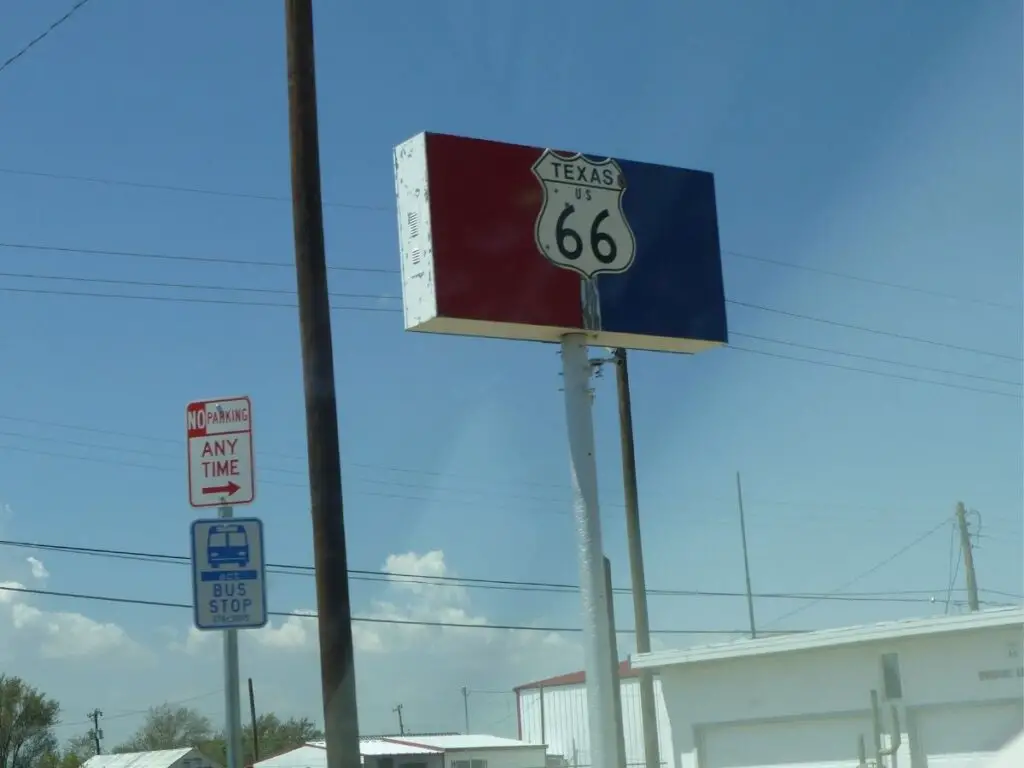 TEXAS
US
66
NO PARKING
ANY
TIME
BUS
STOP